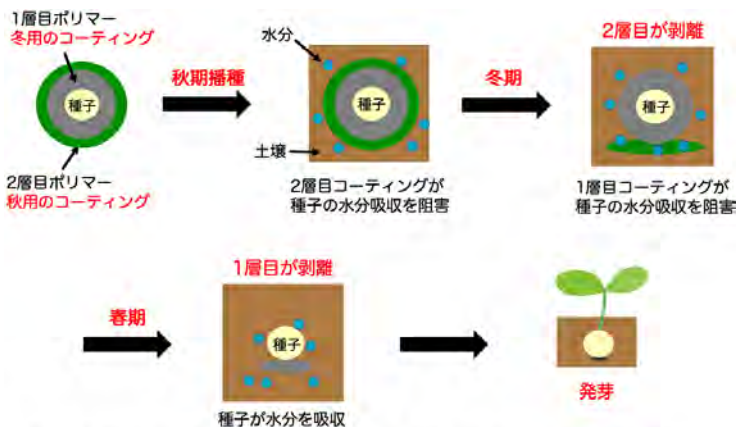 1層目ポリマー
冬用のコーティング
種子
2層目ポリマー
秋用のコーティング
秋期播種
水分
種子
土壌
2層目コーティングが
種子の水分吸収を阻害
冬期
2層目が剥離
種子
1層目コーティングが
種子の水分吸収を阻害
春期
1層目が剥離
種子
種子が水分を吸収
発芽